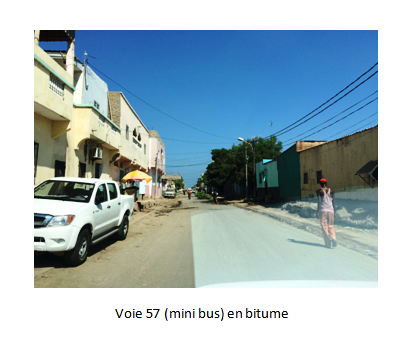 Voie 57 (mini bus) en bitume